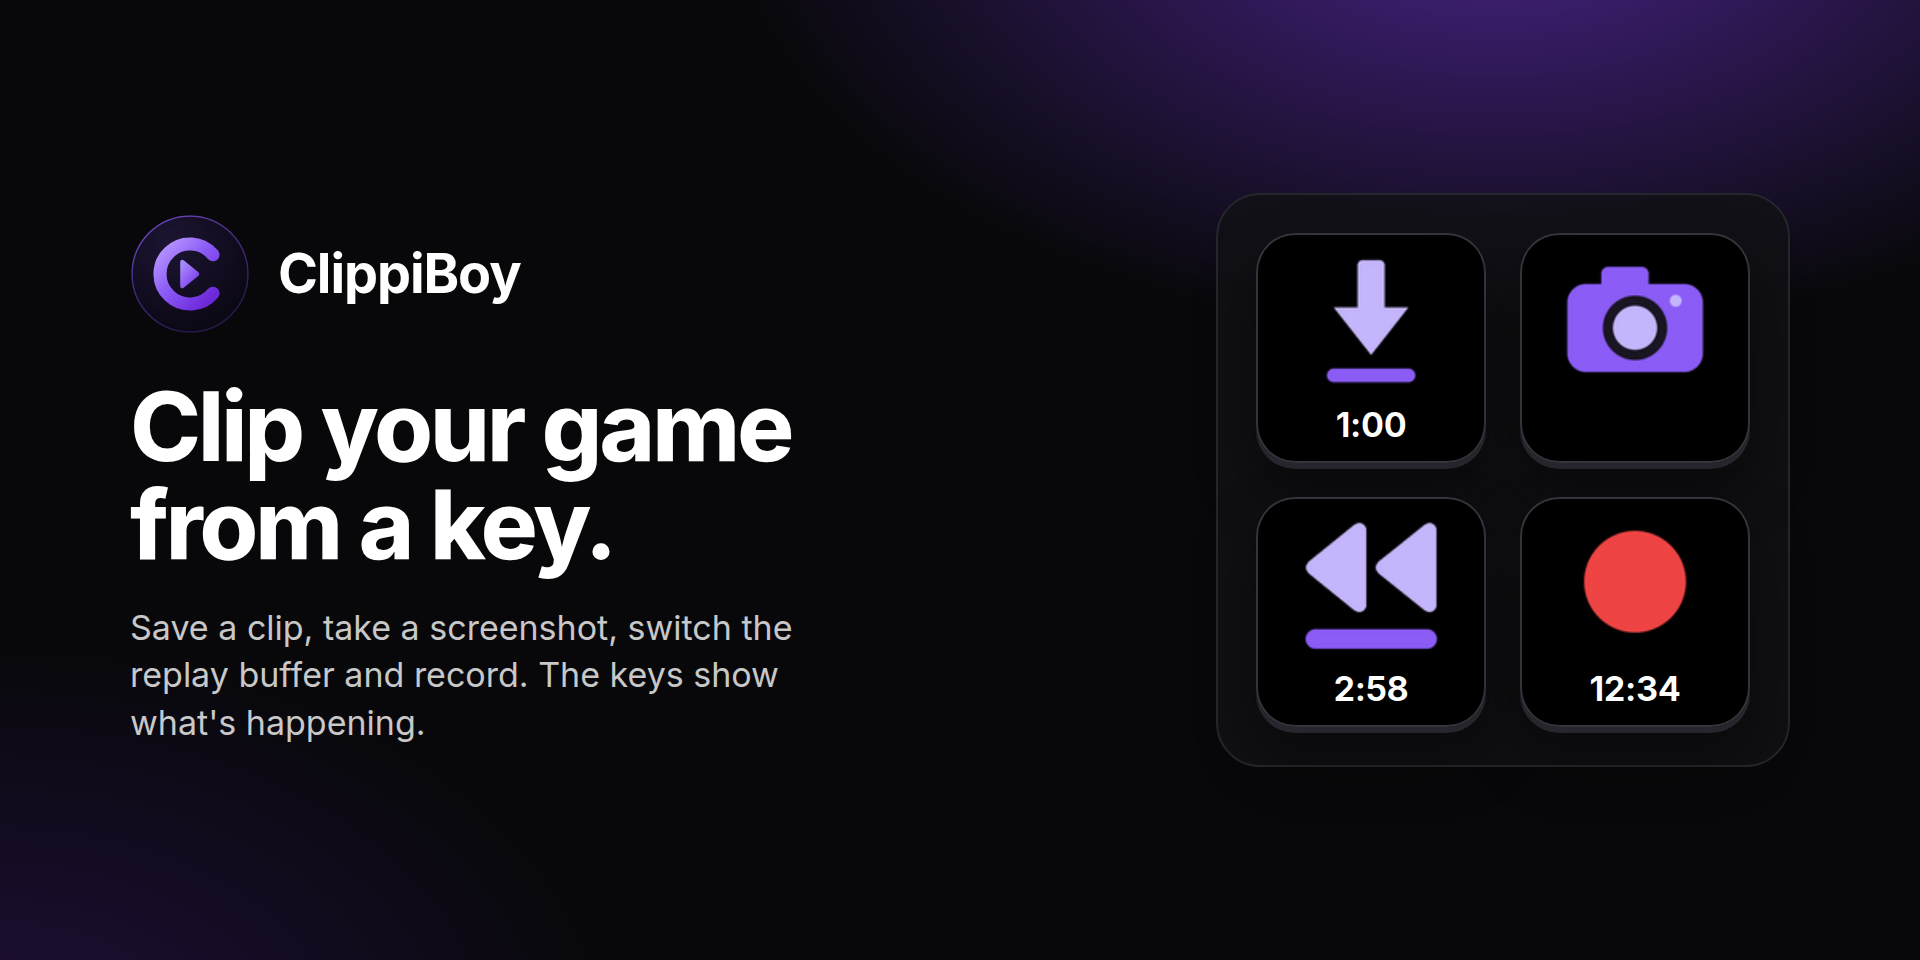 ClippiBoy
Clip your game
from a key.
Save a clip, take a screenshot, switch the
replay buffer and record. The keys show
what's happening.
1:00
2:58
12:34